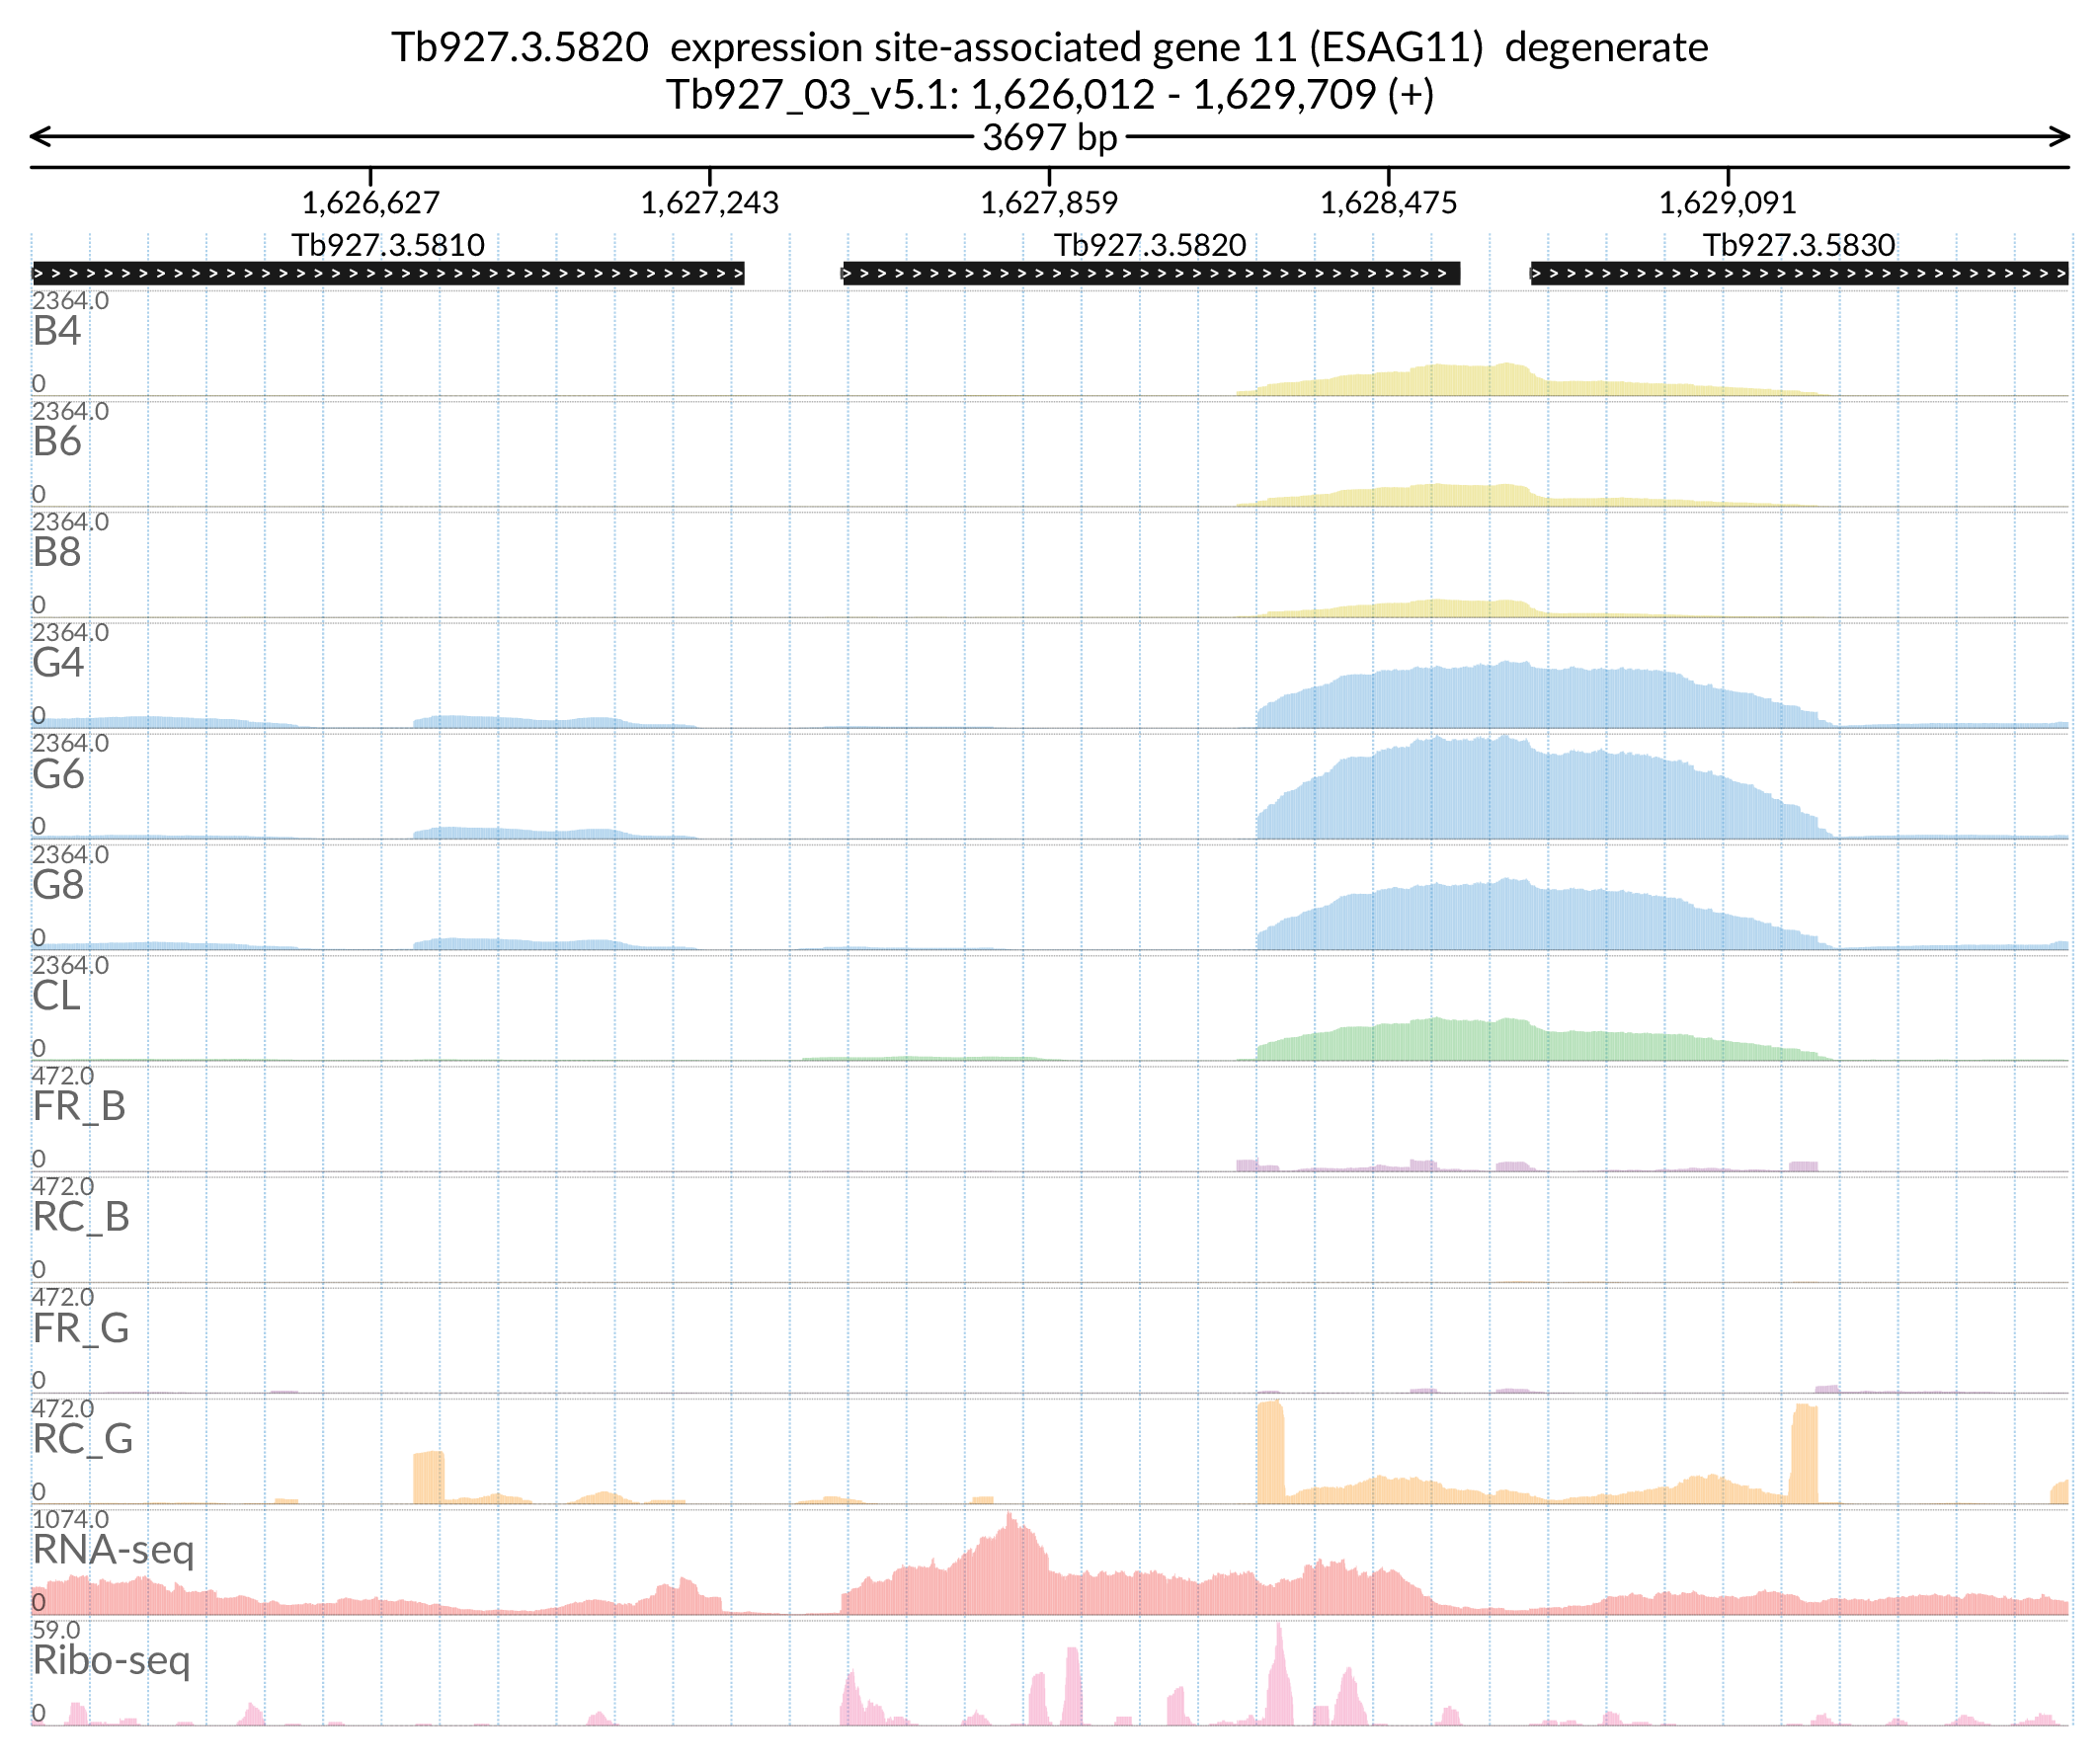 Tb927.3.5820 expression site-associated gene 11 (ESAG11) degenerate
Tb927_03_v5.1: 1,626,012 - 1,629,709 (+)
3697 bp
1,626,627 1,627,243 1,627,859 1,628,475 1,629,091
Tb927.3.5810 Tb927.3.5820 Tb927.3.5830
2364.0
B4
0
2364.0
B6
0
2364.0
B8
0
2364.0
G4
0
2364.0
G6
0
2364.0
G8
0
2364.0
CL
0
472.0
FR_B
0
472.0
RC_B
0
472.0
FR_G
0
472.0
RC_G
0
1074.0
RNA-seq
0
59.0
Ribo-seq
0